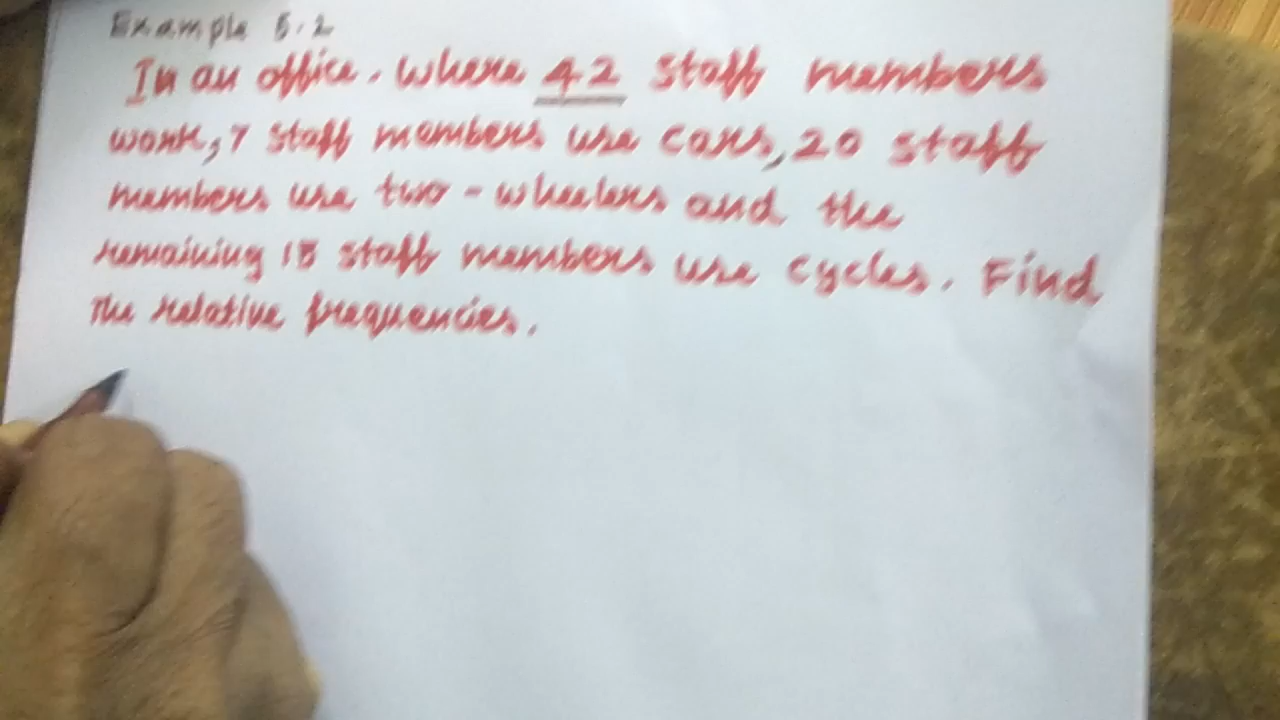 Example 5.2
In an office, where 42 staff members
work, 7 staff members use cars, 20 staff
members use two-wheelers and the
remaining 15 staff members use cycles. Find
the relative frequencies.